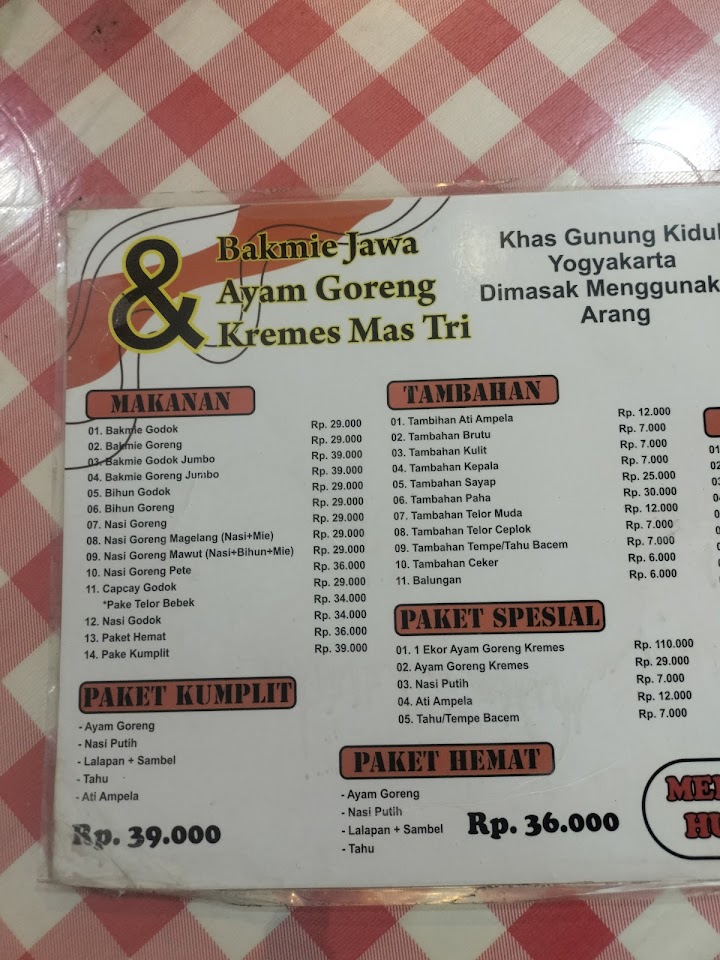 &
Bakmie Jawa
Ayam Goreng
Kremes Mas Tri
Khas Gunung Kidul
Yogyakarta
Dimasak Menggunak
Arang
MAKANAN
01. Bakmie Godok Rp. 29.000
02. Bakmie Goreng Rp. 29.000
03. Bakmie Godok Jumbo Rp. 39.000
04. Bakmie Goreng Jumbo Rp. 39.000
05. Bihun Godok Rp. 29.000
06. Bihun Goreng Rp. 29.000
07. Nasi Goreng Rp. 29.000
08. Nasi Goreng Magelang (Nasi+Mie) Rp. 29.000
09. Nasi Goreng Mawut (Nasi+Bihun+Mie) Rp. 29.000
10. Nasi Goreng Pete Rp. 36.000
11. Capcay Godok Rp. 29.000
*Pake Telor Bebek Rp. 34.000
12. Nasi Godok Rp. 34.000
13. Paket Hemat Rp. 36.000
14. Pake Kumplit Rp. 39.000
TAMBAHAN
01. Tambihan Ati Ampela Rp. 12.000
02. Tambahan Brutu Rp. 7.000
03. Tambahan Kulit Rp. 7.000
04. Tambahan Kepala Rp. 7.000
05. Tambahan Sayap Rp. 25.000
06. Tambahan Paha Rp. 30.000
07. Tambahan Telor Muda Rp. 12.000
08. Tambahan Telor Ceplok Rp. 7.000
09. Tambahan Tempe/Tahu Bacem Rp. 7.000
10. Tambahan Ceker Rp. 6.000
11. Balungan Rp. 6.000
PAKET SPESIAL
01. 1 Ekor Ayam Goreng Kremes Rp. 110.000
02. Ayam Goreng Kremes Rp. 29.000
03. Nasi Putih Rp. 7.000
04. Ati Ampela Rp. 12.000
05. Tahu/Tempe Bacem Rp. 7.000
PAKET KUMPLIT
- Ayam Goreng
- Nasi Putih
- Lalapan + Sambel
- Tahu
- Ati Ampela
Rp. 39.000
PAKET HEMAT
- Ayam Goreng
- Nasi Putih
- Lalapan + Sambel
- Tahu
Rp. 36.000